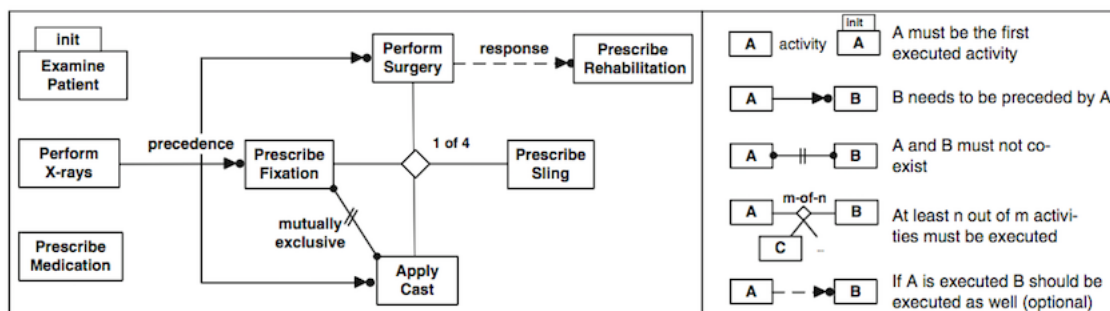 init
Examine
Patient
Perform
Surgery
response
Prescribe
Rehabilitation
Perform
X-rays
precedence
Prescribe
Fixation
1 of 4
Prescribe
Sling
mutually
exclusive
Prescribe
Medication
Apply
Cast
A activity
init
A
A must be the first
executed activity
A B
B needs to be preceded by A
A B
A and B must not co-
exist
m-of-n
A B
C
...
At least n out of m activi-
ties must be executed
A B
If A is executed B should be
executed as well (optional)